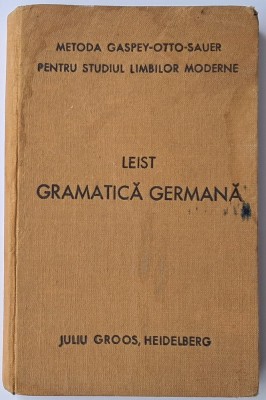 METODA GASPEY-OTTO-SAUER
PENTRU STUDIUL LIMBILOR MODERNE
LEIST
GRAMATICĂ GERMANĂ
JULIU GROOS, HEIDELBERG